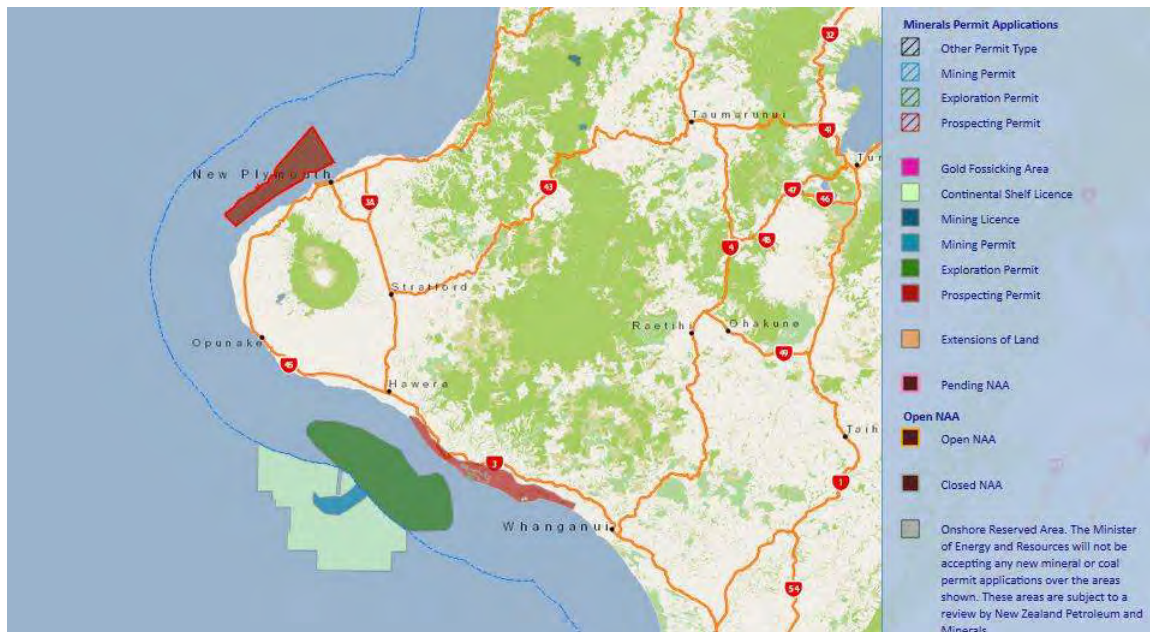 Minerals Permit Applications
Other Permit Type
Mining Permit
Exploration Permit
Prospecting Permit
Gold Fossicking Area
Continental Shelf Licence
Mining Licence
Mining Permit
Exploration Permit
Prospecting Permit
Extensions of Land
Pending NAA
Open NAA
Open NAA
Closed NAA
Onshore Reserved Area. The Minister
of Energy and Resources will not be
accepting any new mineral or coal
permit applications over the areas
shown. These areas are subject to a
review by New Zealand Petroleum and
Minerals
32
Taumarunui
41
Tur
New Plymouth
3A
43
47
46
4
48
Stratford
Raetihi
Ohakune
Opunake
49
45
Hawera
Taih
3
1
Whanganui
54